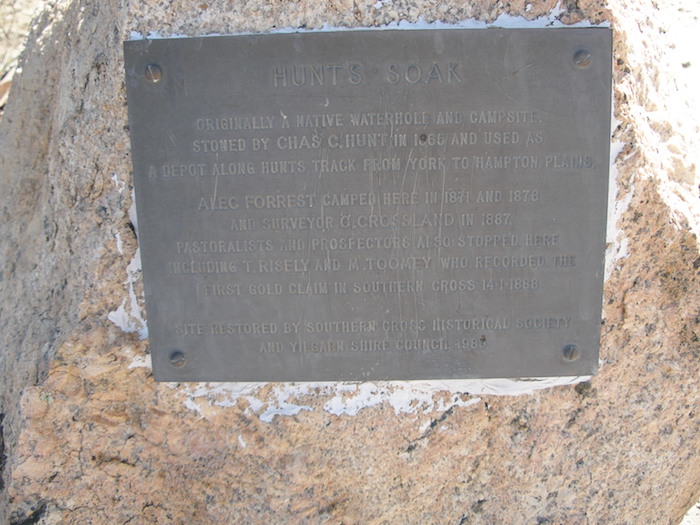 HUNTS SOAK
ORIGINALLY A NATIVE WATERHOLE AND CAMPSITE,
STONED BY CHAS C. HUNT IN 1865 AND USED AS
A DEPOT ALONG HUNTS TRACK FROM YORK TO HAMPTON PLAINS.
ALEC FORREST CAMPED HERE IN 1871 AND 1876
AND SURVEYOR O. CROSSLAND IN 1887.
PASTORALISTS AND PROSPECTORS ALSO STOPPED HERE
INCLUDING T. RISELY AND M. TOOMEY WHO RECORDED THE
FIRST GOLD CLAIM IN SOUTHERN CROSS 14·1·1888
SITE RESTORED BY SOUTHERN CROSS HISTORICAL SOCIETY
AND YILGARN SHIRE COUNCIL